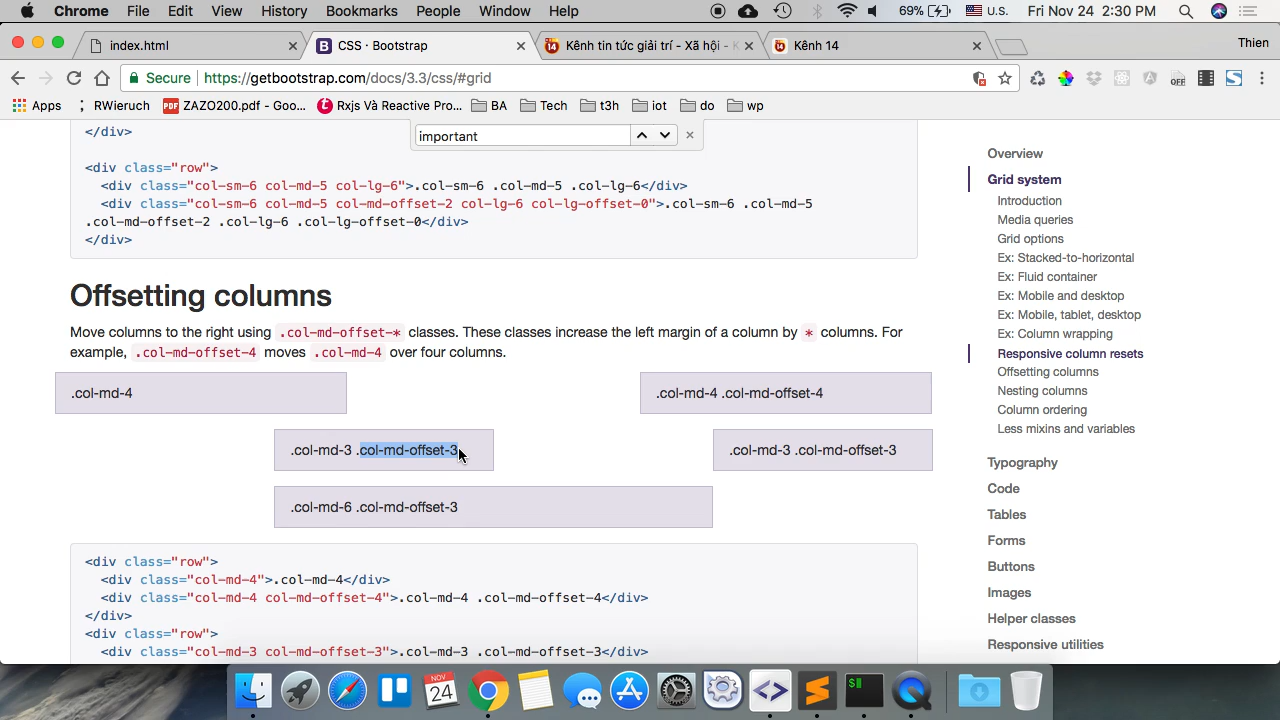 Chrome File Edit View History Bookmarks People Window Help 69% U.S. Fri Nov 24 2:30 PM
index.html CSS · Bootstrap Kênh tin tức giải trí - Xã hội - K Kênh 14 Thien
Secure https://getbootstrap.com/docs/3.3/css/#grid
Apps RWieruch ZAZO200.pdf - Goo... Rxjs Và Reactive Pro... BA Tech t3h iot do wp
important
</div>
<div class="row">
<div class="col-sm-6 col-md-5 col-lg-6">.col-sm-6 .col-md-5 .col-lg-6</div>
<div class="col-sm-6 col-md-5 col-md-offset-2 col-lg-6 col-lg-offset-0">.col-sm-6 .col-md-5
.col-md-offset-2 .col-lg-6 .col-lg-offset-0</div>
</div>
Offsetting columns
Move columns to the right using .col-md-offset-* classes. These classes increase the left margin of a column by * columns. For
example, .col-md-offset-4 moves .col-md-4 over four columns.
.col-md-4 .col-md-4 .col-md-offset-4
.col-md-3 .col-md-offset-3 .col-md-3 .col-md-offset-3
.col-md-6 .col-md-offset-3
<div class="row">
<div class="col-md-4">.col-md-4</div>
<div class="col-md-4 col-md-offset-4">.col-md-4 .col-md-offset-4</div>
</div>
<div class="row">
<div class="col-md-3 col-md-offset-3">.col-md-3 .col-md-offset-3</div>
Overview
Grid system
Introduction
Media queries
Grid options
Ex: Stacked-to-horizontal
Ex: Fluid container
Ex: Mobile and desktop
Ex: Mobile, tablet, desktop
Ex: Column wrapping
Responsive column resets
Offsetting columns
Nesting columns
Column ordering
Less mixins and variables
Typography
Code
Tables
Forms
Buttons
Images
Helper classes
Responsive utilities
NOV
24